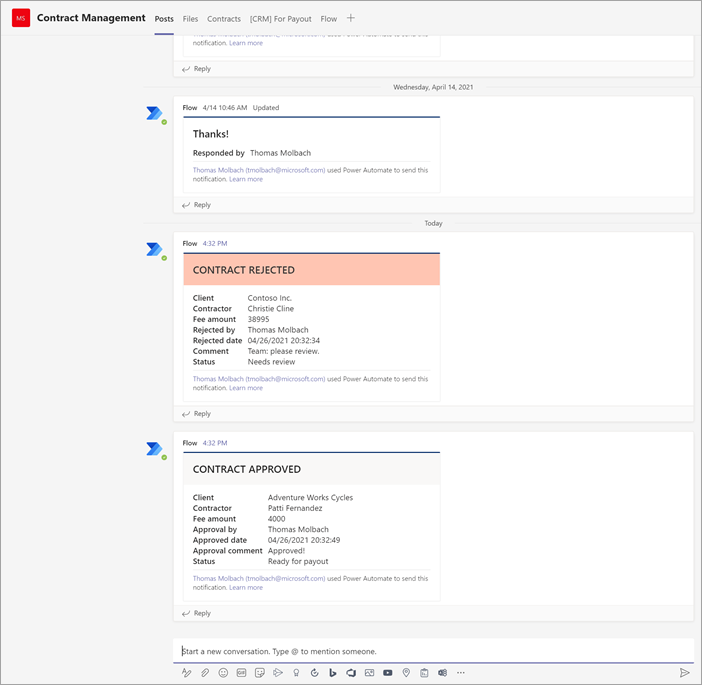 MS Contract Management Posts Files Contracts [CRM] For Payout Flow
notification. Learn more
Reply
Wednesday, April 14, 2021
Flow 4/14 10:46 AM Updated
Thanks!
Responded by Thomas Molbach
Thomas Molbach (tmolbach@microsoft.com) used Power Automate to send this
notification. Learn more
Reply
Today
Flow 4:32 PM
CONTRACT REJECTED
Client Contoso Inc.
Contractor Christie Cline
Fee amount 38995
Rejected by Thomas Molbach
Rejected date 04/26/2021 20:32:34
Comment Team: please review.
Status Needs review
Thomas Molbach (tmolbach@microsoft.com) used Power Automate to send this
notification. Learn more
Reply
Flow 4:32 PM
CONTRACT APPROVED
Client Adventure Works Cycles
Contractor Patti Fernandez
Fee amount 4000
Approval by Thomas Molbach
Approved date 04/26/2021 20:32:49
Approval comment Approved!
Status Ready for payout
Thomas Molbach (tmolbach@microsoft.com) used Power Automate to send this
notification. Learn more
Reply
Start a new conversation. Type @ to mention someone.
GIF